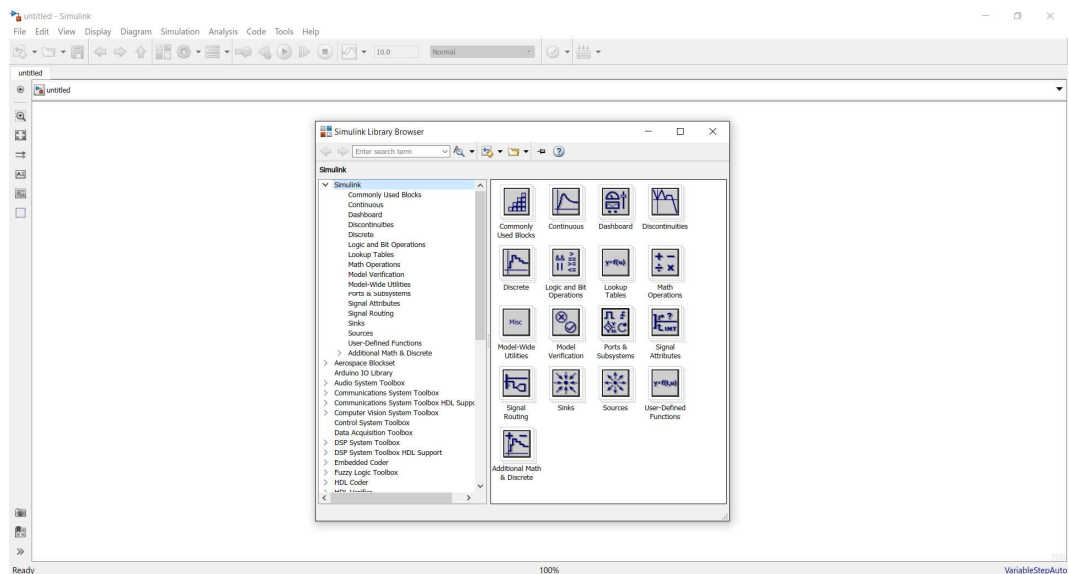 untitled - Simulink
File Edit View Display Diagram Simulation Analysis Code Tools Help
10.0 Normal
untitled
untitled
Simulink Library Browser
Enter search term
Simulink
Simulink
Commonly Used Blocks
Continuous
Dashboard
Discontinuities
Discrete
Logic and Bit Operations
Lookup Tables
Math Operations
Model Verification
Model-Wide Utilities
Ports & Subsystems
Signal Attributes
Signal Routing
Sinks
Sources
User-Defined Functions
Additional Math & Discrete
Aerospace Blockset
Arduino IO Library
Audio System Toolbox
Communications System Toolbox
Communications System Toolbox HDL Suppc
Computer Vision System Toolbox
Control System Toolbox
Data Acquisition Toolbox
DSP System Toolbox
DSP System Toolbox HDL Support
Embedded Coder
Fuzzy Logic Toolbox
HDL Coder
HDL Verifier
Commonly Continuous Dashboard Discontinuities
Used Blocks
&& || > == >= <= y=f(u) + - ÷ ×
Discrete Logic and Bit Lookup Math
Operations Tables Operations
Misc ? INT
Model-Wide Model Ports & Signal
Utilities Verification Subsystems Attributes
y=f(t,u)
Signal Sinks Sources User-Defined
Routing Functions
Additional Math
& Discrete
Ready 100% VariableStepAuto